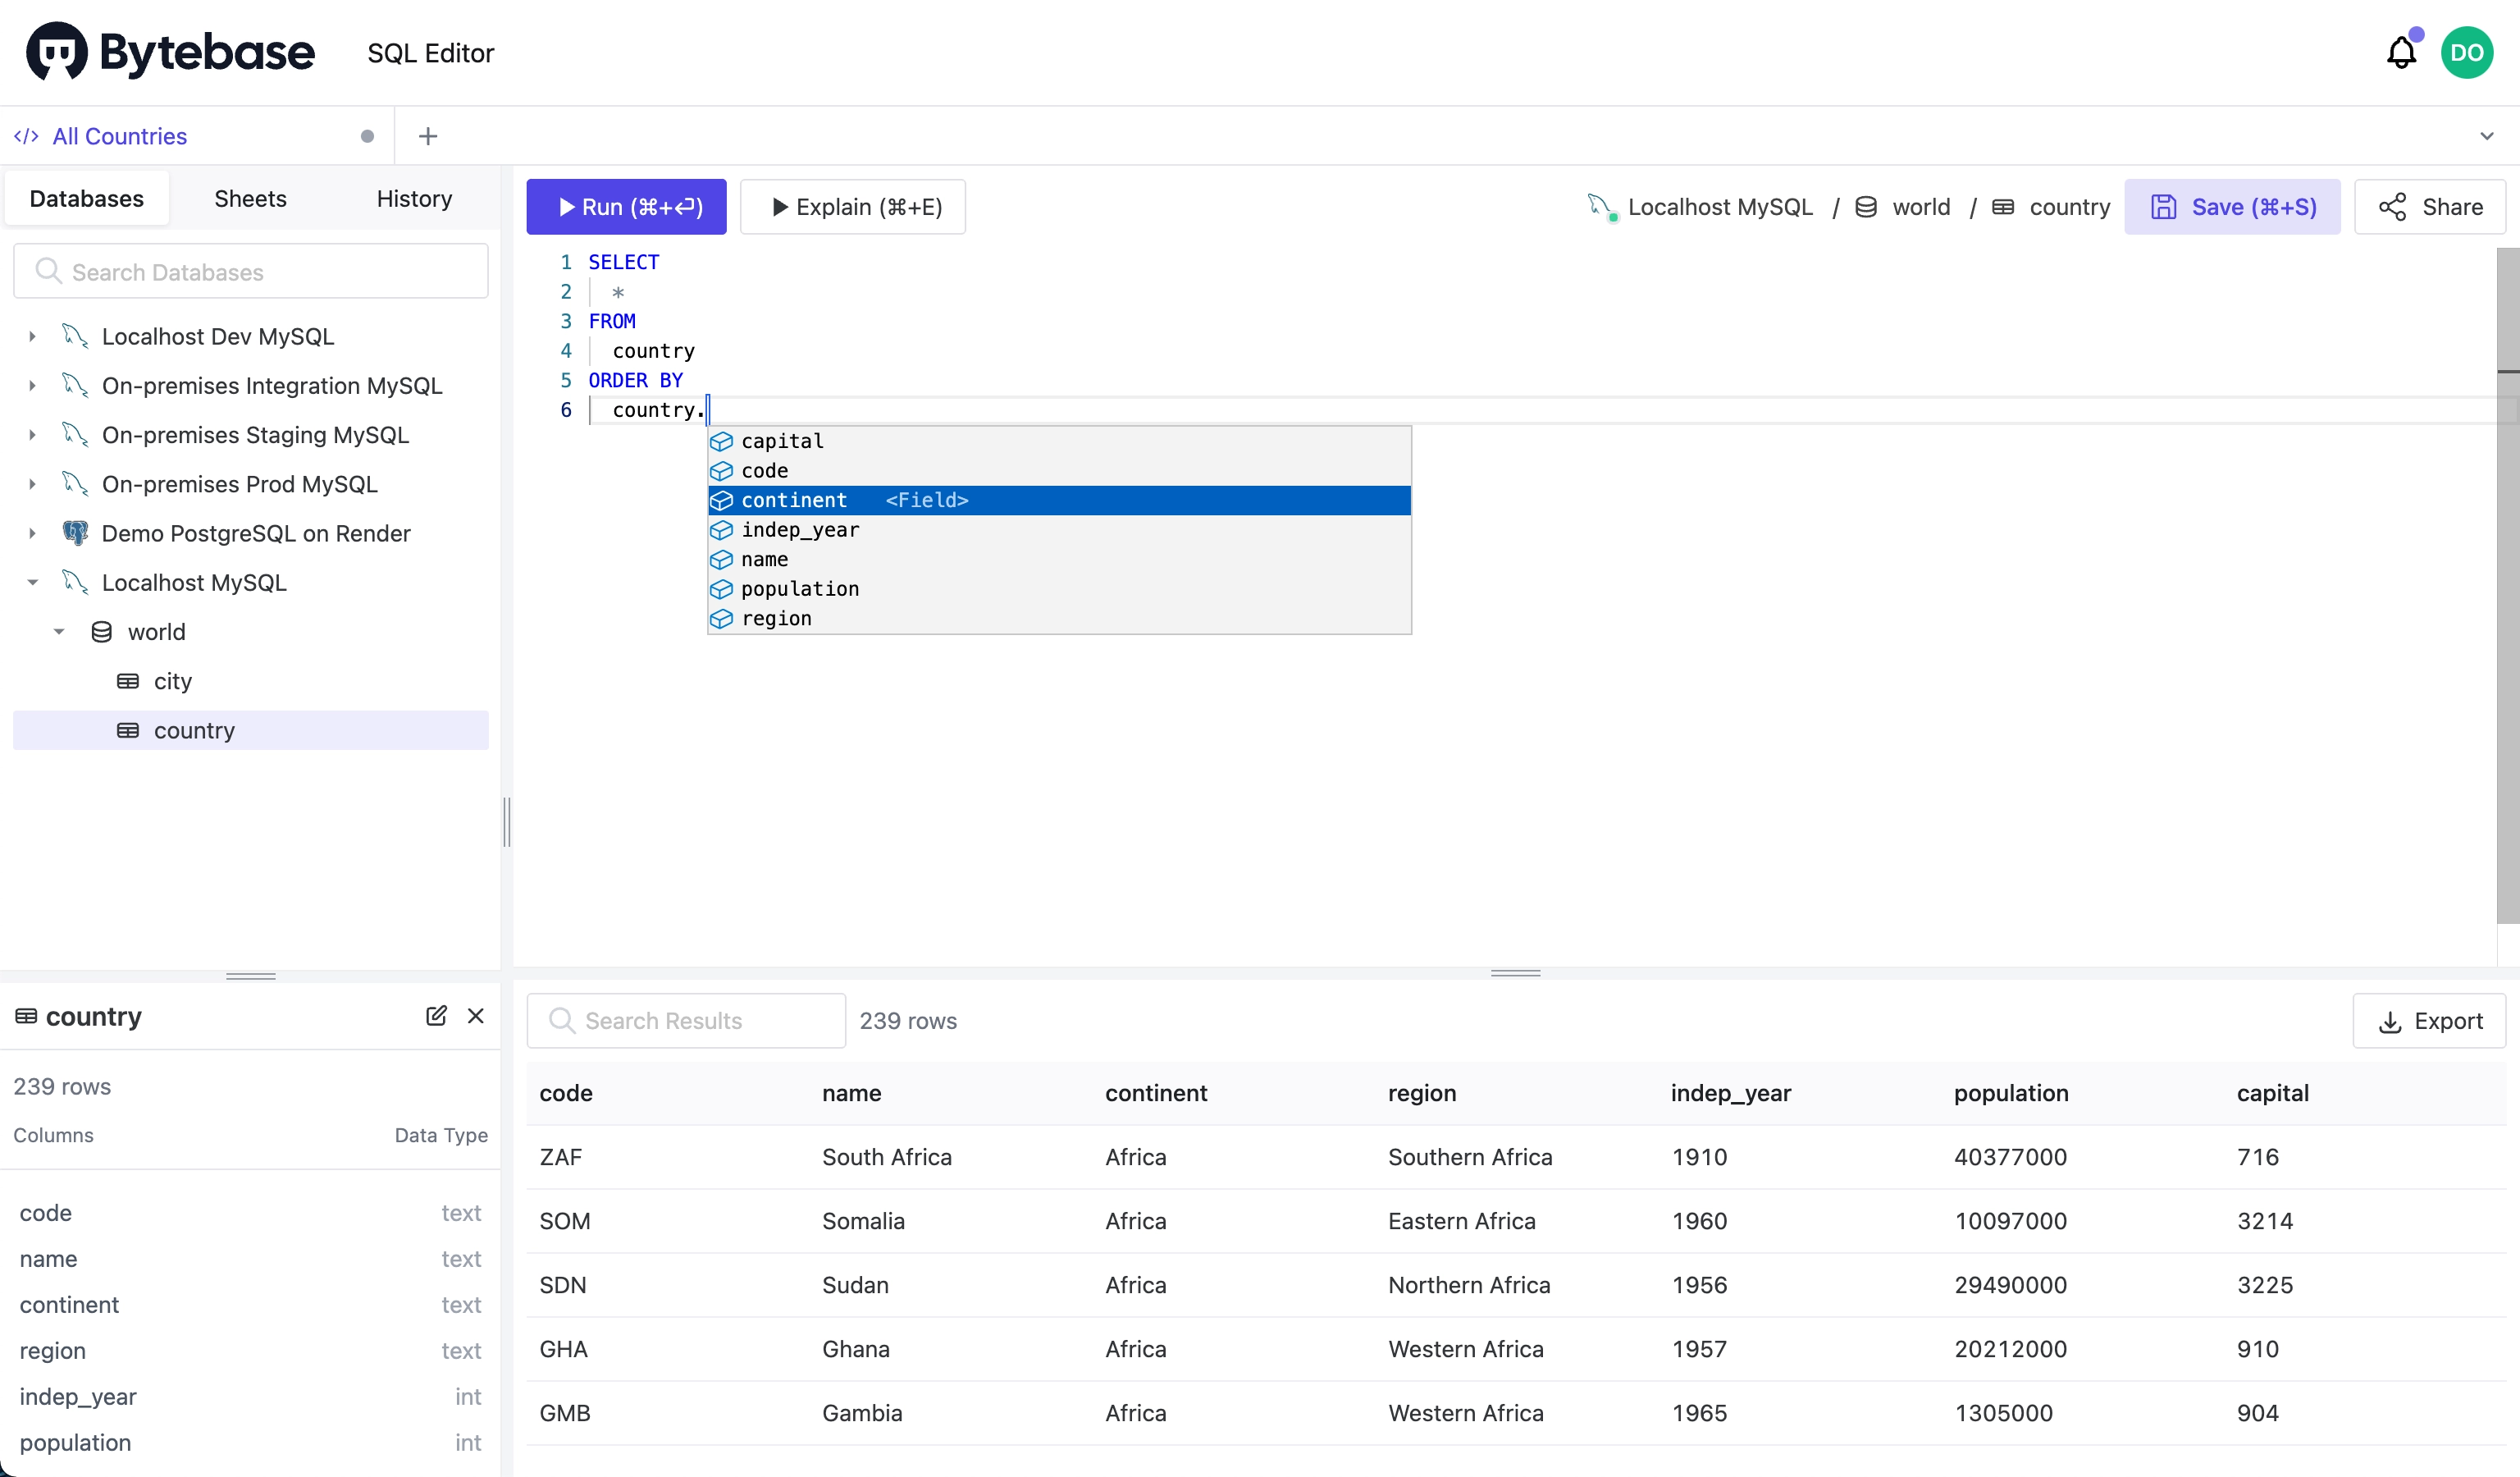 Bytebase SQL Editor DO
</> All Countries +
Databases Sheets History
Search Databases
Localhost Dev MySQL
On-premises Integration MySQL
On-premises Staging MySQL
On-premises Prod MySQL
Demo PostgreSQL on Render
Localhost MySQL
world
city
country
Run (⌘+⏎) Explain (⌘+E) Localhost MySQL / world / country Save (⌘+S) Share
1 SELECT
2 *
3 FROM
4 country
5 ORDER BY
6 country.
capital
code
continent <Field>
indep_year
name
population
region
country
239 rows
Columns Data Type
code text
name text
continent text
region text
indep_year int
population int
Search Results 239 rows Export
code name continent region indep_year population capital
ZAF South Africa Africa Southern Africa 1910 40377000 716
SOM Somalia Africa Eastern Africa 1960 10097000 3214
SDN Sudan Africa Northern Africa 1956 29490000 3225
GHA Ghana Africa Western Africa 1957 20212000 910
GMB Gambia Africa Western Africa 1965 1305000 904